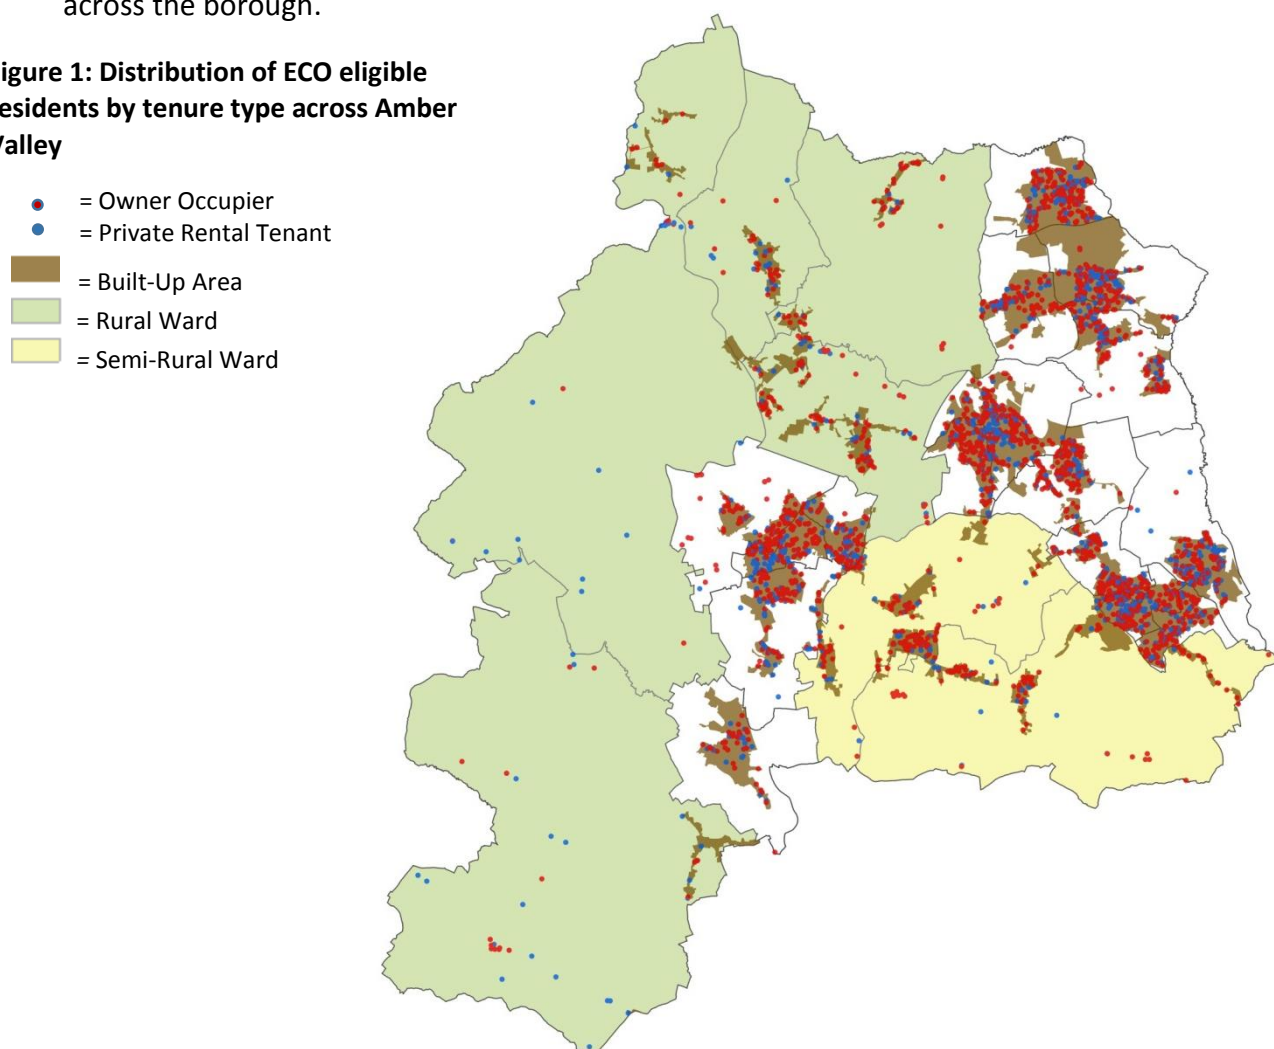 across the borough.
igure 1: Distribution of ECO eligible
esidents by tenure type across Amber
Valley
= Owner Occupier
= Private Rental Tenant
= Built-Up Area
= Rural Ward
= Semi-Rural Ward